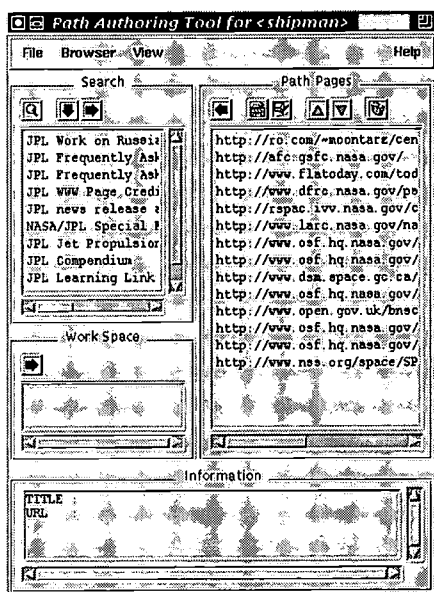 Path Authoring Tool for <shipman>
File Browser View Help
Search
JPL Work on Russia
JPL Frequently Ask
JPL Frequently Ask
JPL WWW Page Credi
JPL news release a
NASA/JPL Special
JPL Jet Propulsion
JPL Compendium
JPL Learning Link
Work Space
Path Pages
http://ro.com/~moontarz/cen
http://afc.gsfc.nasa.gov/
http://www.flatoday.com/tod
http://www.dfrc.nasa.gov/
http://rspac.ivv.nasa.gov/c
http://www.larc.nasa.gov/na
http://www.osf.hq.nasa.gov/
http://www.osf.hq.nasa.gov/
http://www.dsm.space.gc.ca/
http://www.osf.hq.nasa.gov/
http://www.open.gov.uk/bnsc
http://www.osf.hq.nasa.gov/
http://www.osf.hq.nasa.gov/
http://www.nss.org/space/SP
Information
TITLE
URL